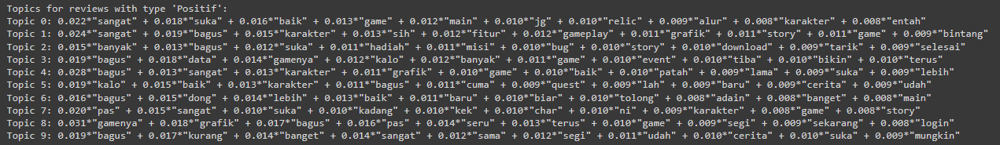 Topics for reviews with type 'Positif':
Topic 0: 0.022*"sangat" + 0.018*"suka" + 0.016*"baik" + 0.013*"game" + 0.012*"main" + 0.010*"jg" + 0.010*"relic" + 0.009*"alur" + 0.008*"karakter" + 0.008*"entah"
Topic 1: 0.024*"sangat" + 0.019*"bagus" + 0.015*"karakter" + 0.013*"sih" + 0.012*"fitur" + 0.012*"gameplay" + 0.011*"grafik" + 0.011*"story" + 0.011*"game" + 0.009*"bintang"
Topic 2: 0.015*"banyak" + 0.013*"bagus" + 0.012*"suka" + 0.011*"hadiah" + 0.011*"misi" + 0.010*"bug" + 0.010*"story" + 0.010*"download" + 0.009*"tarik" + 0.009*"selesai"
Topic 3: 0.019*"bagus" + 0.018*"data" + 0.014*"gamenya" + 0.012*"kalo" + 0.012*"banyak" + 0.011*"game" + 0.010*"event" + 0.010*"tiba" + 0.010*"bikin" + 0.010*"terus"
Topic 4: 0.028*"bagus" + 0.013*"sangat" + 0.013*"karakter" + 0.011*"grafik" + 0.010*"game" + 0.010*"baik" + 0.010*"patah" + 0.009*"lama" + 0.009*"suka" + 0.009*"lebih"
Topic 5: 0.019*"kalo" + 0.015*"baik" + 0.013*"karakter" + 0.011*"bagus" + 0.011*"cuma" + 0.009*"quest" + 0.009*"lah" + 0.009*"baru" + 0.009*"cerita" + 0.009*"udah"
Topic 6: 0.016*"bagus" + 0.015*"dong" + 0.014*"lebih" + 0.013*"baik" + 0.011*"baru" + 0.010*"biar" + 0.010*"tolong" + 0.008*"adain" + 0.008*"banget" + 0.008*"main"
Topic 7: 0.020*"pas" + 0.015*"sangat" + 0.010*"suka" + 0.010*"kadang" + 0.010*"kek" + 0.010*"char" + 0.010*"ni" + 0.009*"karakter" + 0.008*"game" + 0.008*"story"
Topic 8: 0.031*"gamenya" + 0.018*"grafik" + 0.017*"bagus" + 0.016*"pas" + 0.014*"seru" + 0.013*"terus" + 0.010*"game" + 0.009*"segi" + 0.009*"sekarang" + 0.008*"login"
Topic 9: 0.019*"bagus" + 0.017*"kurang" + 0.014*"banget" + 0.014*"sangat" + 0.012*"sama" + 0.012*"segi" + 0.011*"udah" + 0.010*"cerita" + 0.010*"suka" + 0.009*"mungkin"